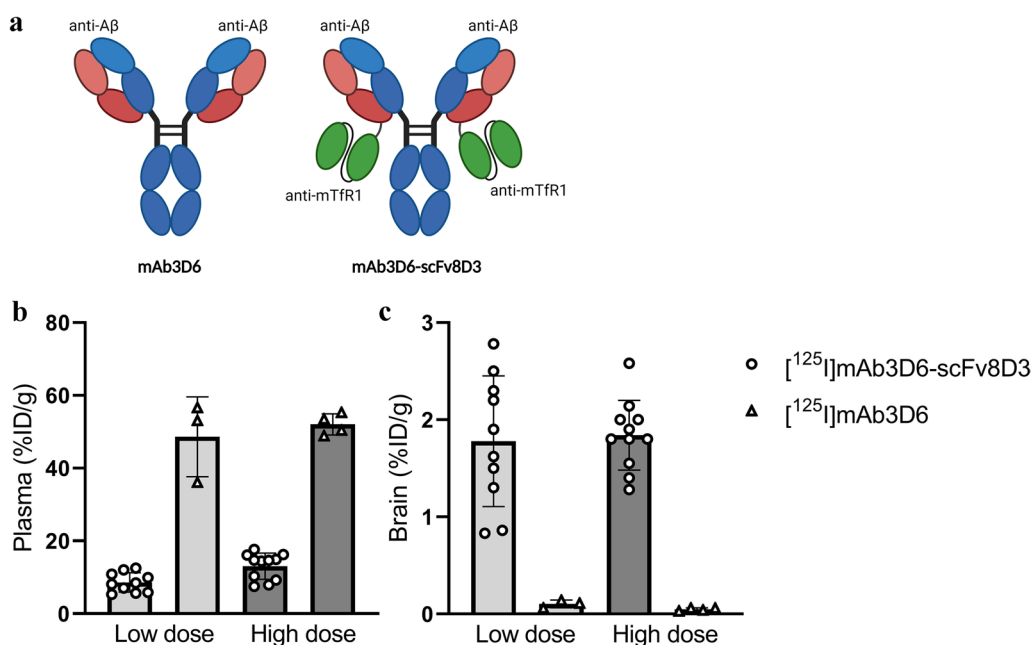 a
anti-Aβ anti-Aβ anti-Aβ anti-Aβ
anti-mTfR1 anti-mTfR1
mAb3D6 mAb3D6-scFv8D3
b
80
60
40
20
0
Plasma (%ID/g)
Low dose High dose
c
3
2
1
0
Brain (%ID/g)
Low dose High dose
[¹²⁵I]mAb3D6-scFv8D3
[¹²⁵I]mAb3D6